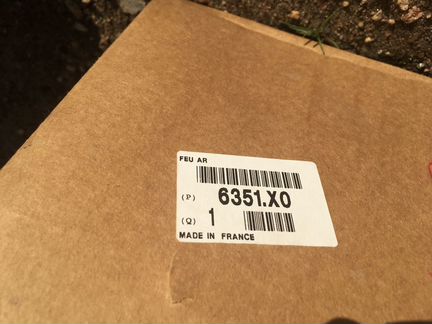 FEU AR
(P) 6351.X0
(Q) 1
MADE IN FRANCE